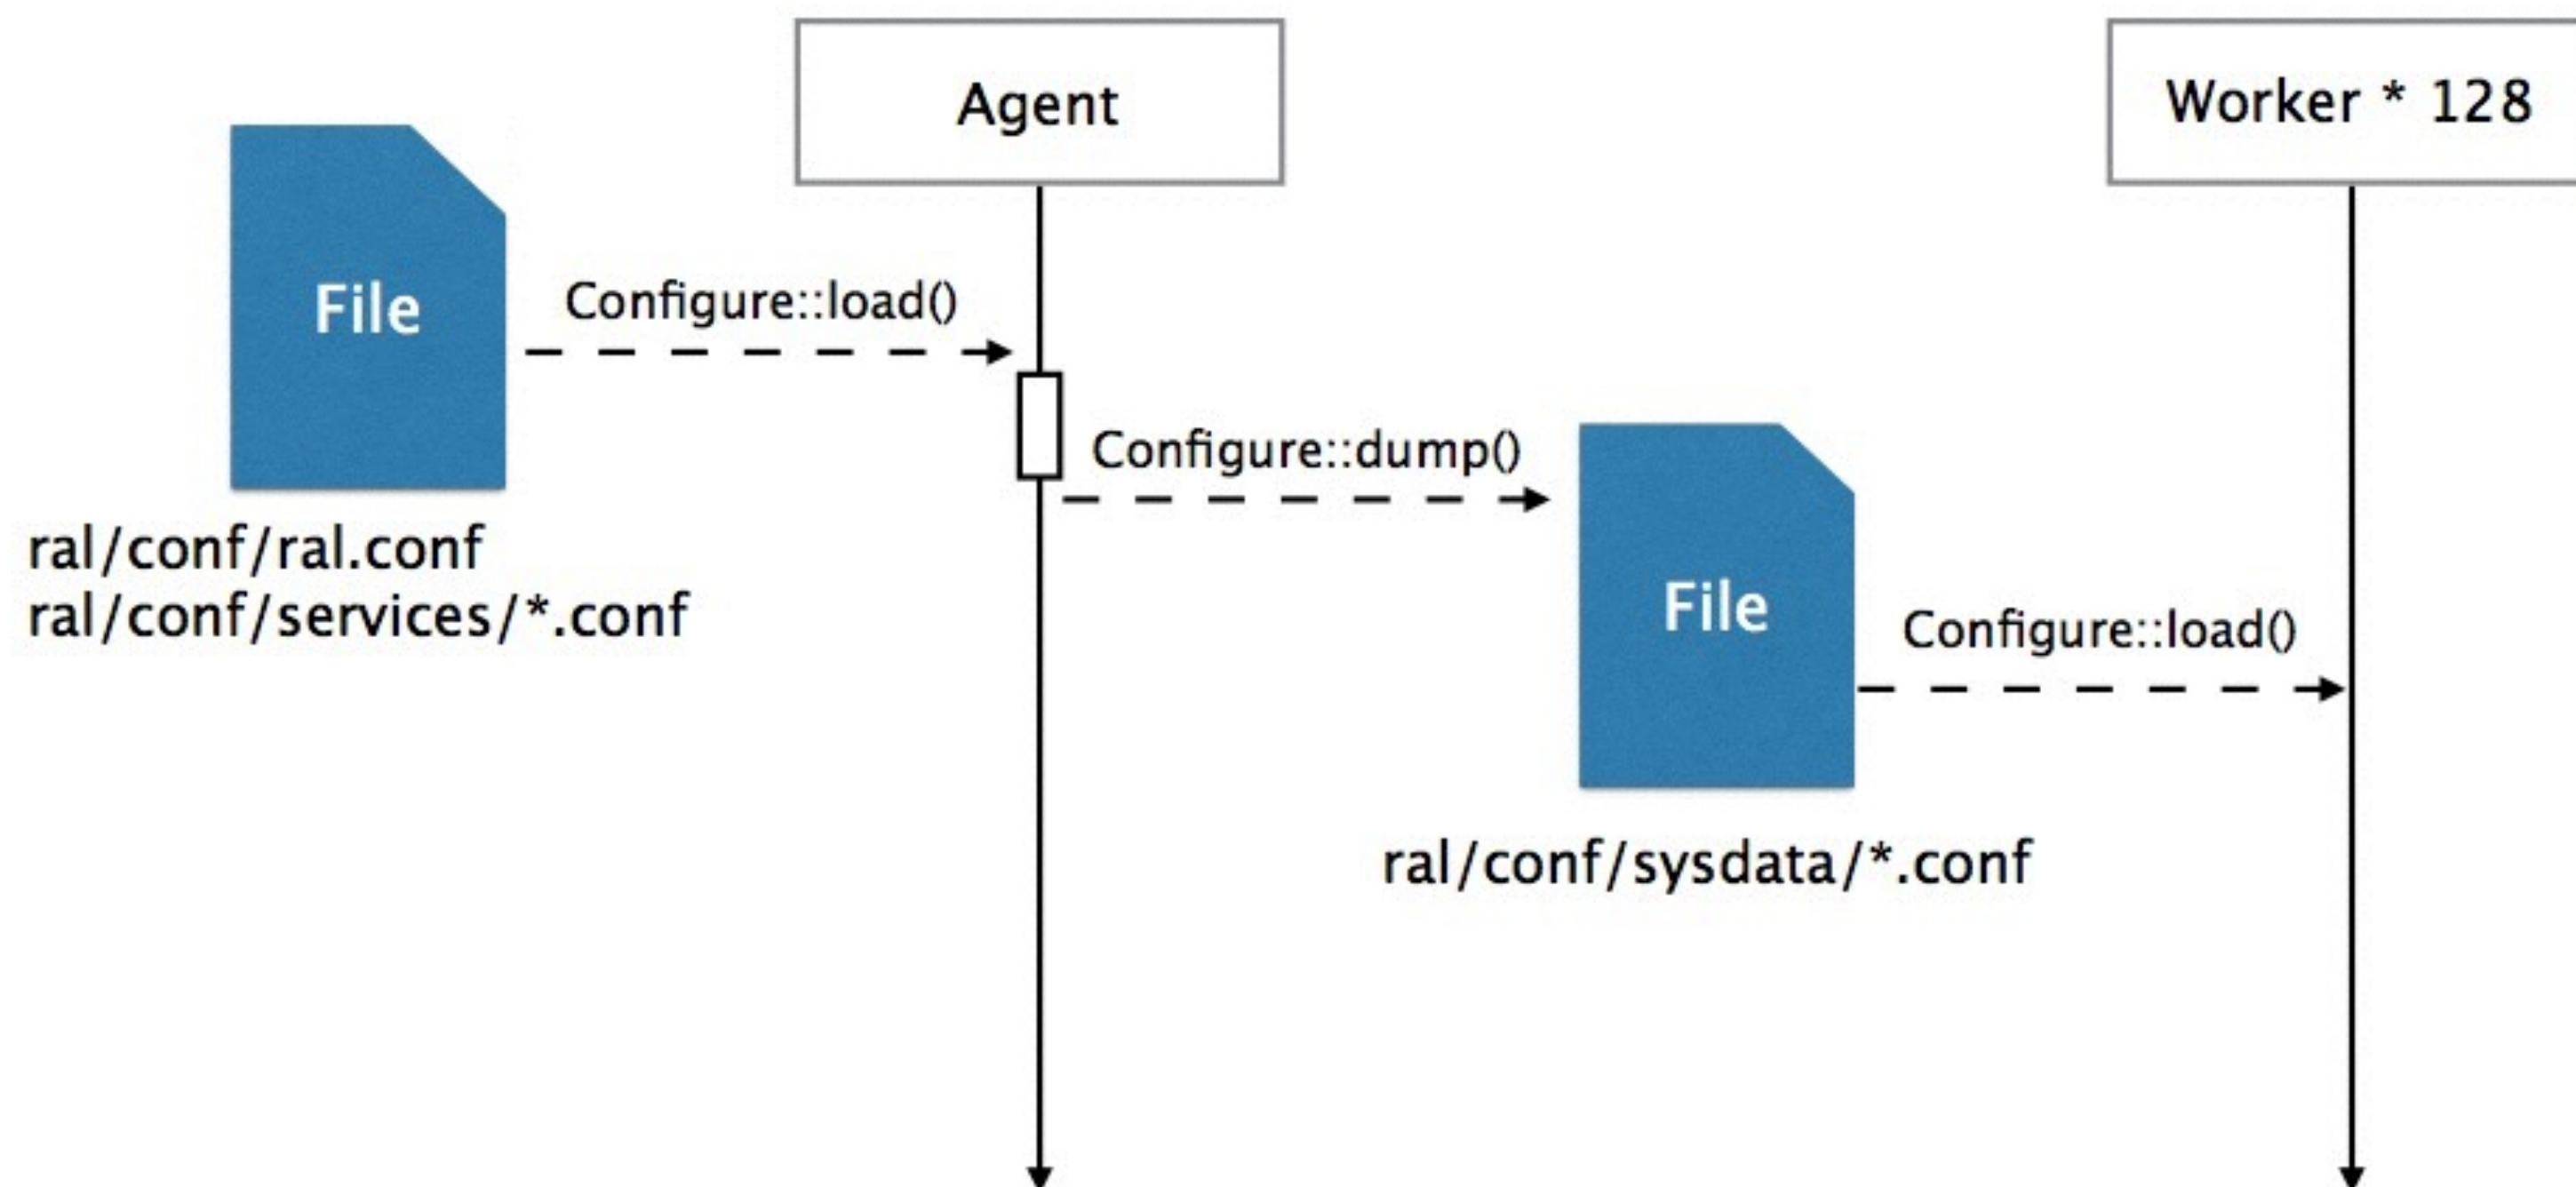 Agent
Worker * 128
File
Configure::load()
Configure::dump()
ral/conf/ral.conf
ral/conf/services/*.conf
File
Configure::load()
ral/conf/sysdata/*.conf